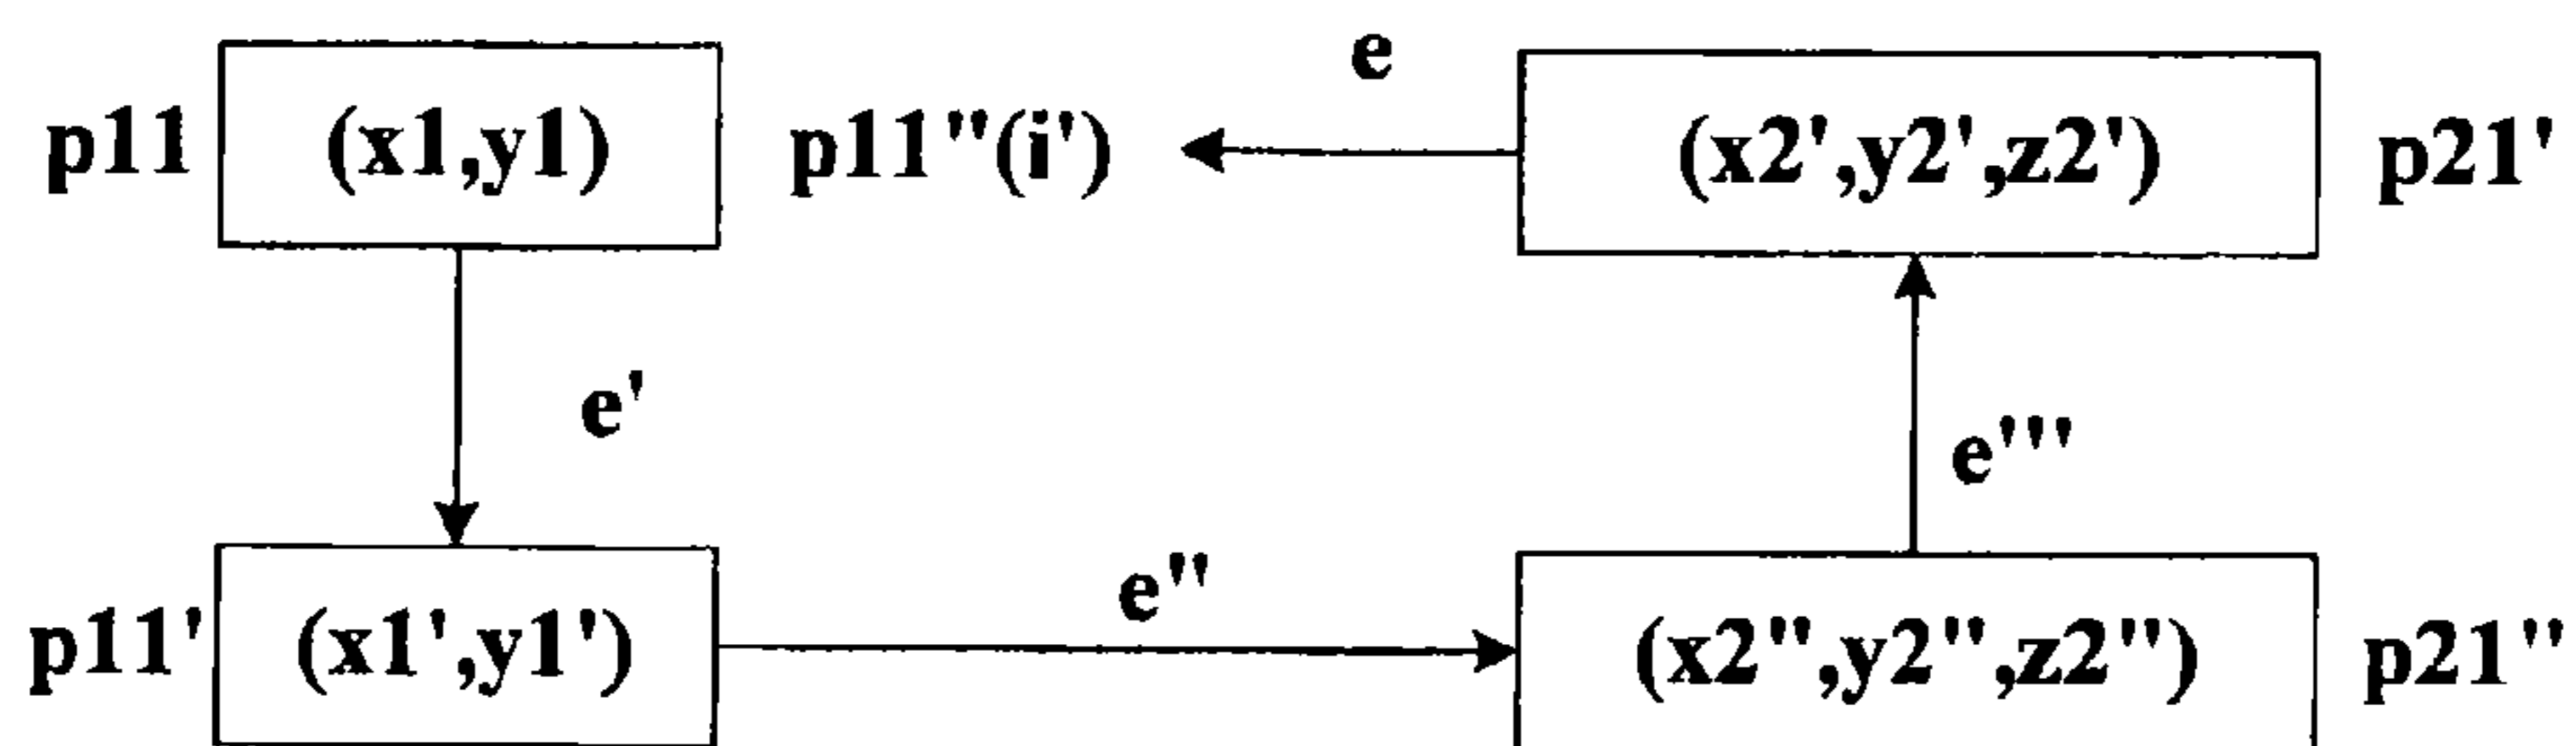 e
p11 (x1,y1) p11''(i') (x2',y2',z2') p21'
e'
e'''
e''
p11' (x1',y1') (x2'',y2'',z2'') p21''